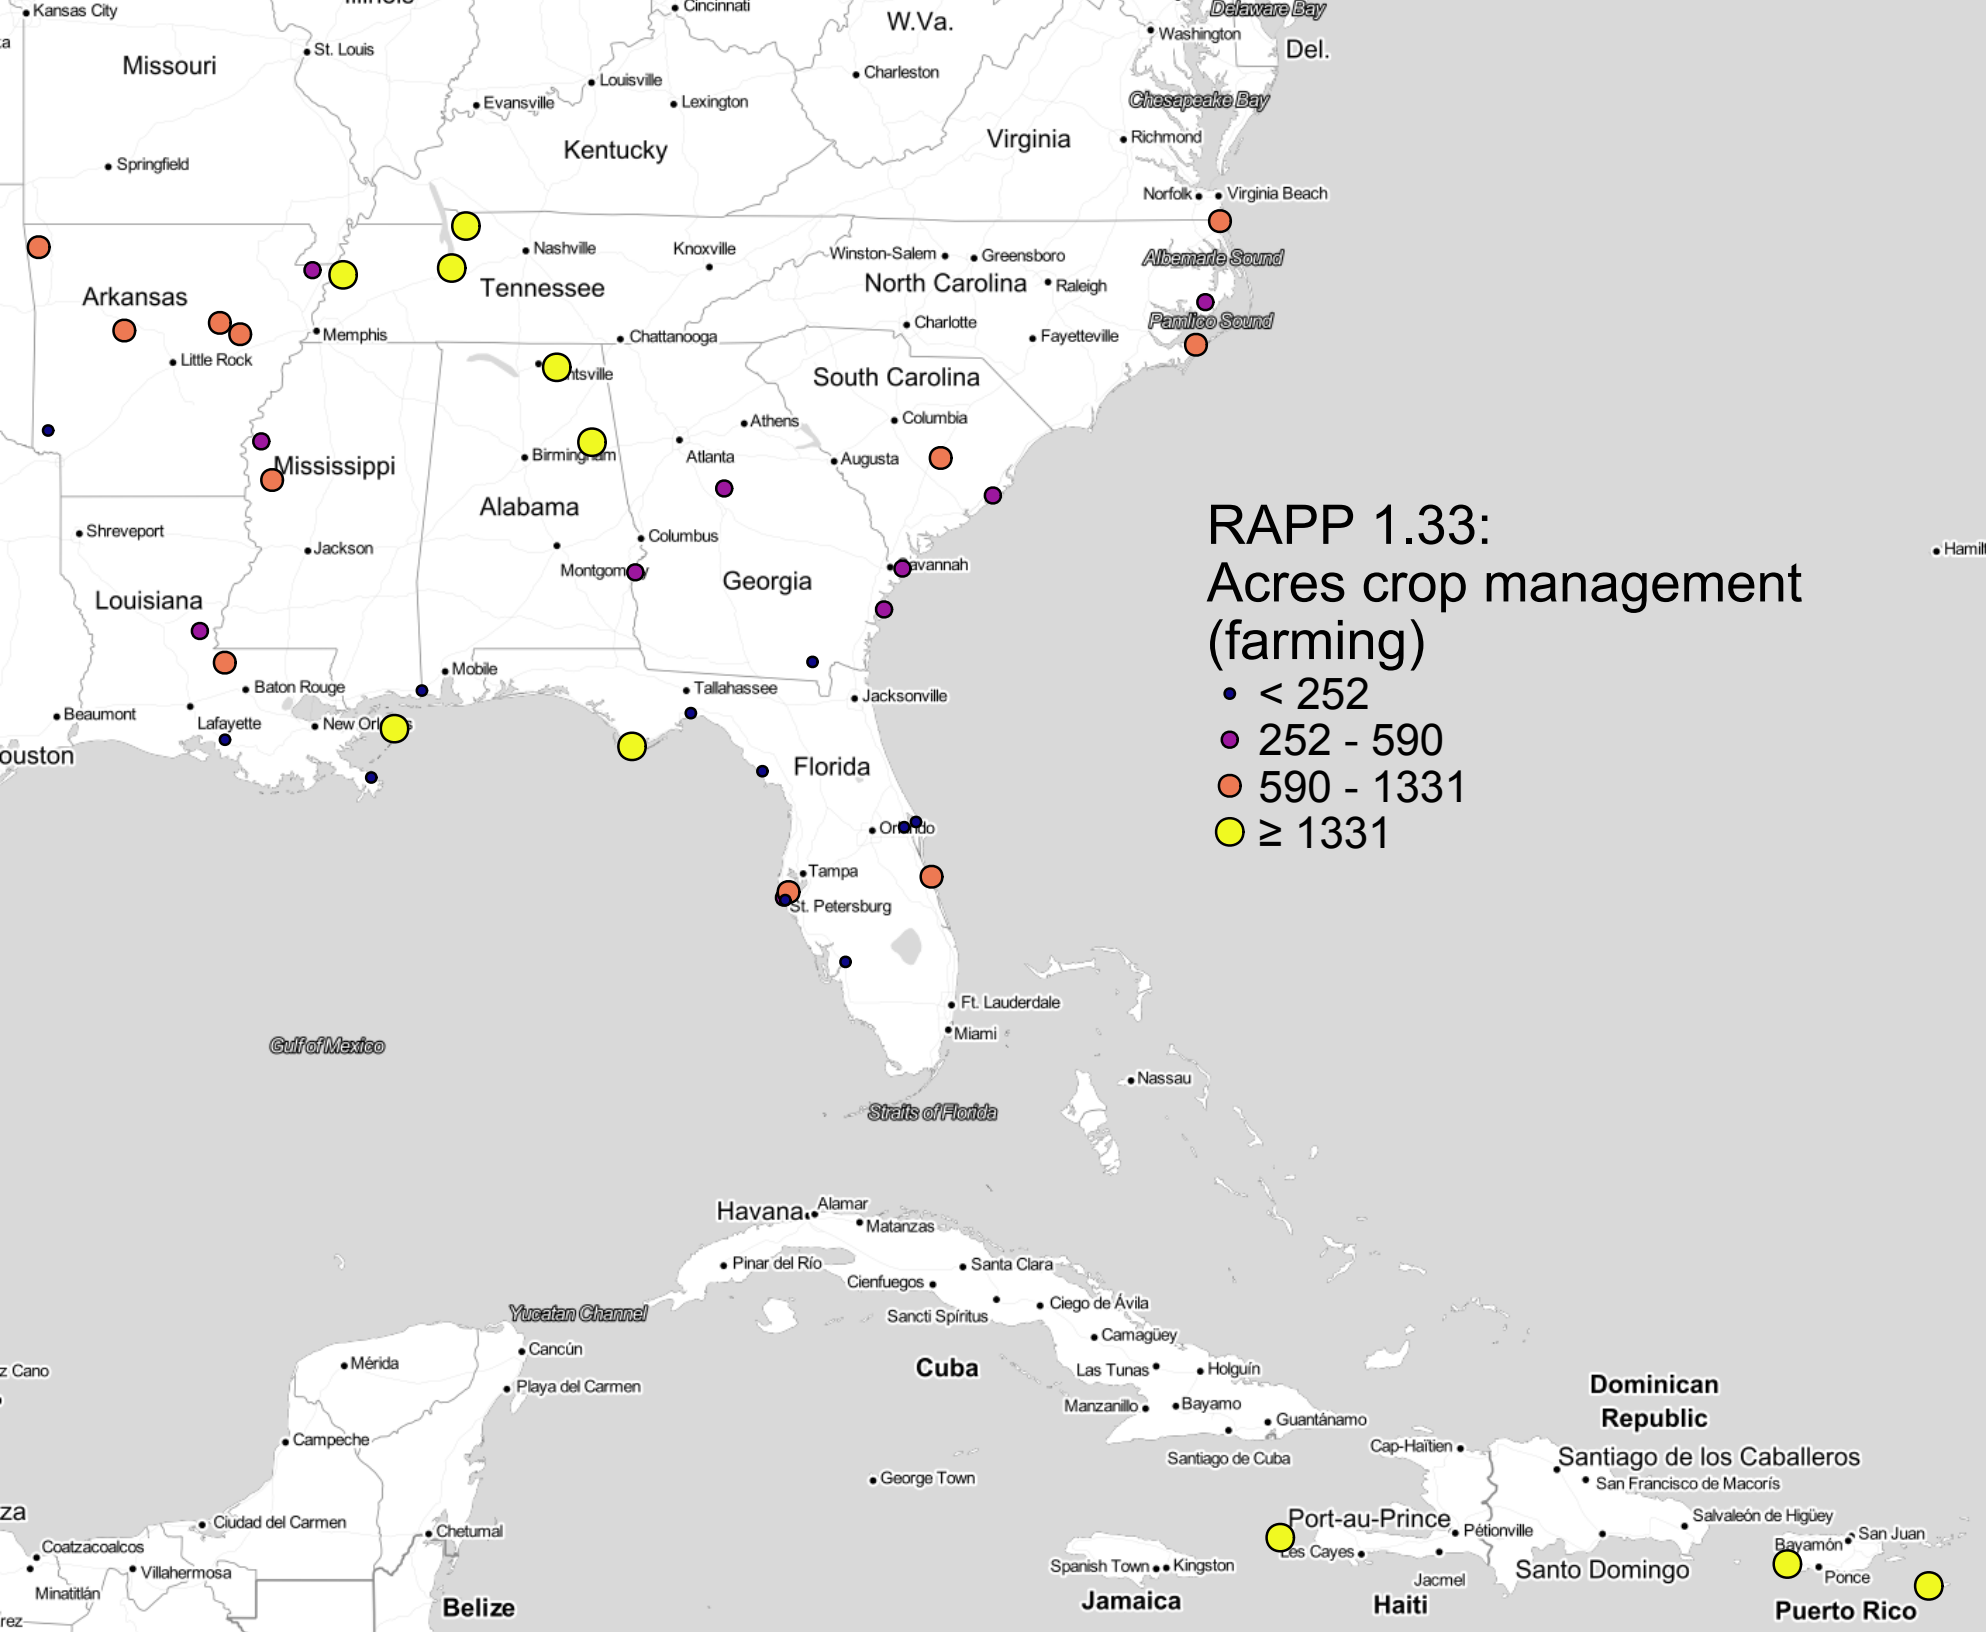 Kansas City
Illinois
Cincinnati
W.Va.
Delaware Bay
Washington
Del.
Missouri
St. Louis
Louisville
Charleston
Evansville
Lexington
Chesapeake Bay
Kentucky
Virginia
Richmond
Springfield
Norfolk
Virginia Beach
Nashville
Knoxville
Winston-Salem
Greensboro
Albemarle Sound
Arkansas
Tennessee
North Carolina
Raleigh
Memphis
Chattanooga
Charlotte
Fayetteville
Pamlico Sound
Little Rock
ntsville
South Carolina
Athens
Columbia
Birmingham
Atlanta
Augusta
Mississippi
Alabama
Shreveport
Jackson
Columbus
Montgomery
Georgia
Savannah
Hamilt
RAPP 1.33:
Acres crop management
(farming)
< 252
252 - 590
590 - 1331
≥ 1331
Louisiana
Mobile
Baton Rouge
Tallahassee
Jacksonville
Beaumont
Lafayette
New Orleans
ouston
Florida
Orlando
Tampa
St. Petersburg
Ft. Lauderdale
Miami
Gulf of Mexico
Nassau
Straits of Florida
Havana
Alamar
Matanzas
Pinar del Río
Santa Clara
Cienfuegos
Sancti Spíritus
Ciego de Ávila
Yucatan Channel
Camagüey
Cancún
Mérida
z Cano
Playa del Carmen
Cuba
Las Tunas
Holguín
Manzanillo
Bayamo
Guantánamo
Dominican
Republic
Campeche
Santiago de Cuba
Cap-Haïtien
Santiago de los Caballeros
San Francisco de Macorís
George Town
za
Ciudad del Carmen
Chetumal
Port-au-Prince
Pétionville
Salvaleón de Higüey
San Juan
Bayamón
Coatzacoalcos
Villahermosa
Les Cayes
Spanish Town
Kingston
Jacmel
Santo Domingo
Ponce
Minatitlán
Belize
Jamaica
Haiti
Puerto Rico
rez